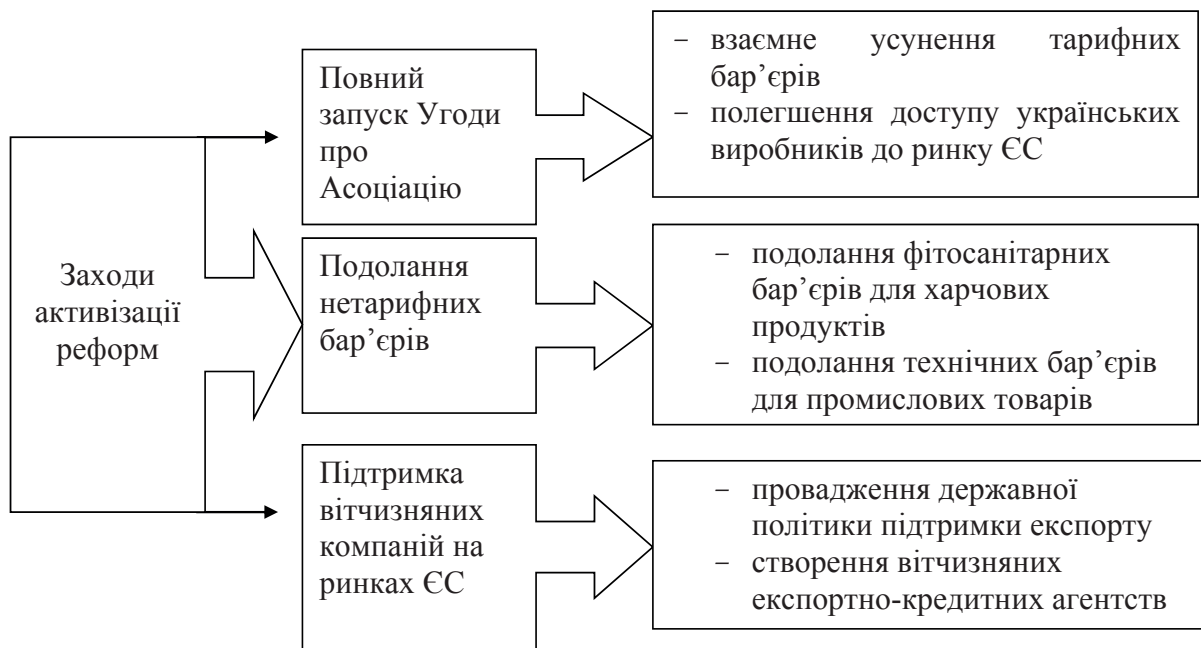 Заходи
активізації
реформ
Повний
запуск Угоди
про
Асоціацію
– взаємне усунення тарифних
бар’єрів
– полегшення доступу українських
виробників до ринку ЄС
Подолання
нетарифних
бар’єрів
– подолання фітосанітарних
бар’єрів для харчових
продуктів
– подолання технічних бар’єрів
для промислових товарів
Підтримка
вітчизняних
компаній на
ринках ЄС
– провадження державної
політики підтримки експорту
– створення вітчизняних
експортно-кредитних агентств